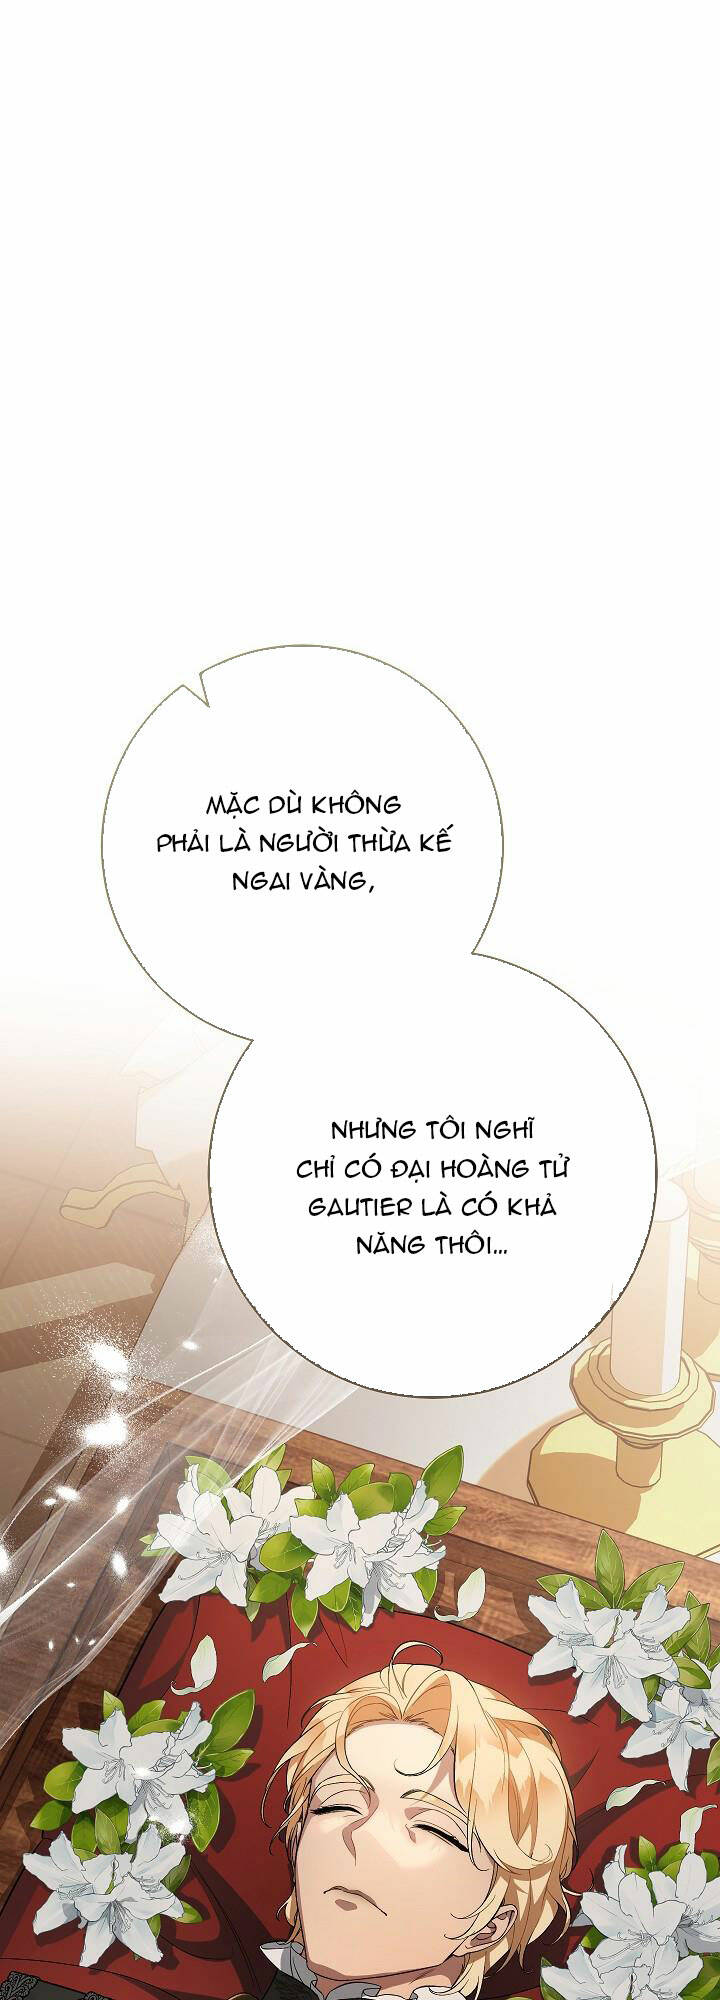 MẶC DÙ KHÔNG
PHẢI LÀ NGƯỜI THỪA KẾ
NGAI VÀNG,
NHƯNG TÔI NGHĨ
CHỈ CÓ ĐẠI HOÀNG TỬ
GAUTIER LÀ CÓ KHẢ
NĂNG THÔI...